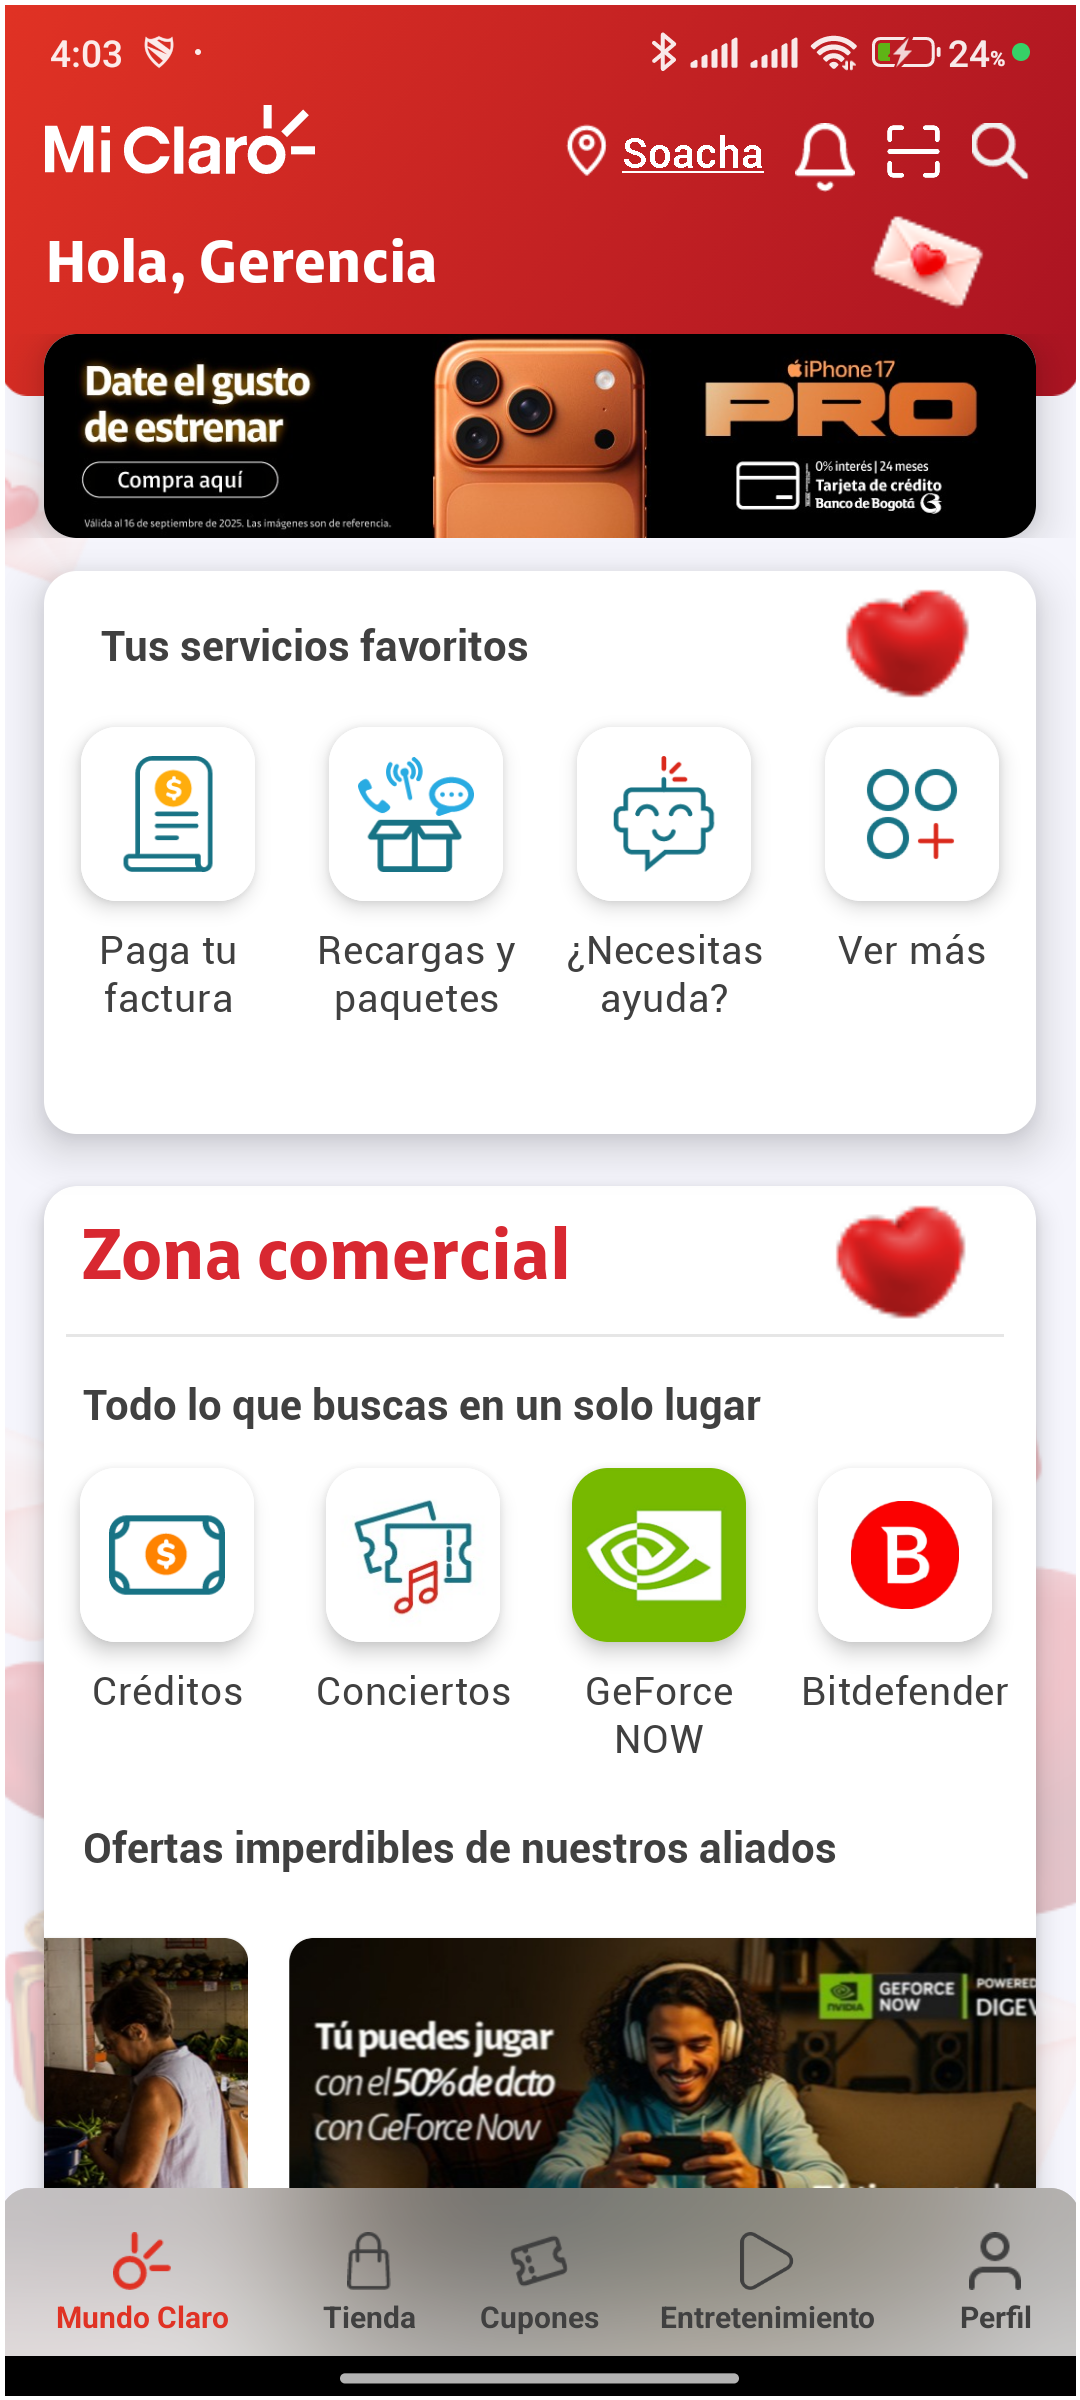 4:03
24%
Mi Claro
Soacha
Hola, Gerencia
Date el gusto
de estrenar
Compra aquí
Válida al 16 de septiembre de 2025. Las imágenes son de referencia.
iPhone 17
PRO
0% interés | 24 meses
Tarjeta de crédito
Banco de Bogotá
Tus servicios favoritos
Paga tu
factura
Recargas y
paquetes
¿Necesitas
ayuda?
Ver más
Zona comercial
Todo lo que buscas en un solo lugar
Créditos
Conciertos
GeForce
NOW
B
Bitdefender
Ofertas imperdibles de nuestros aliados
Tú puedes jugar
con el 50% de dcto
con GeForce Now
NVIDIA
GEFORCE
NOW
POWERED
DIGEV
Mundo Claro
Tienda
Cupones
Entretenimiento
Perfil